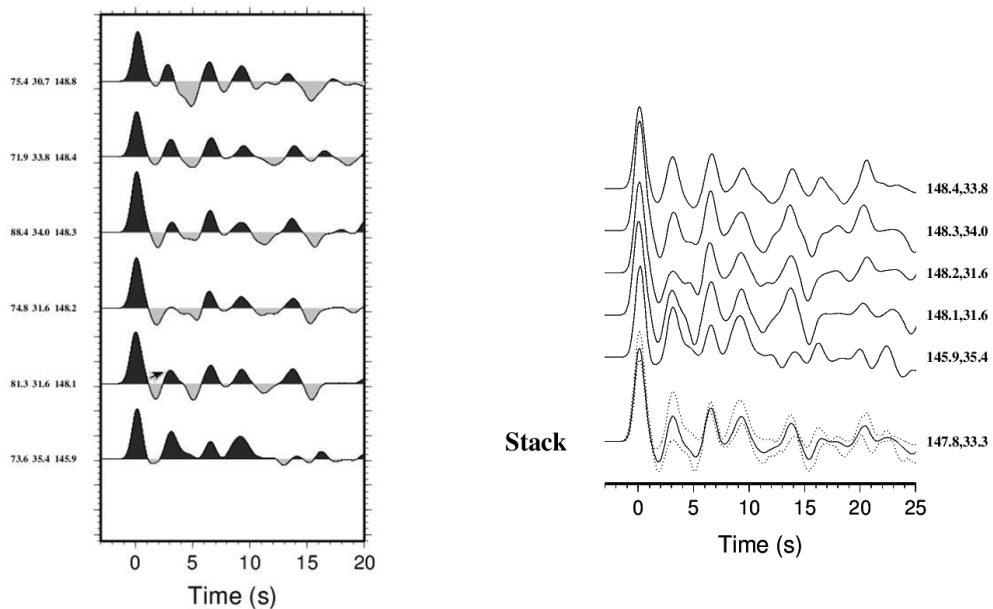 75.4 30.7 148.8
71.9 33.8 148.4
88.4 34.0 148.3
74.8 31.6 148.2
81.3 31.6 148.1
73.6 35.4 145.9
0 5 10 15 20
Time (s)
148.4,33.8
148.3,34.0
148.2,31.6
148.1,31.6
145.9,35.4
Stack 147.8,33.3
0 5 10 15 20 25
Time (s)